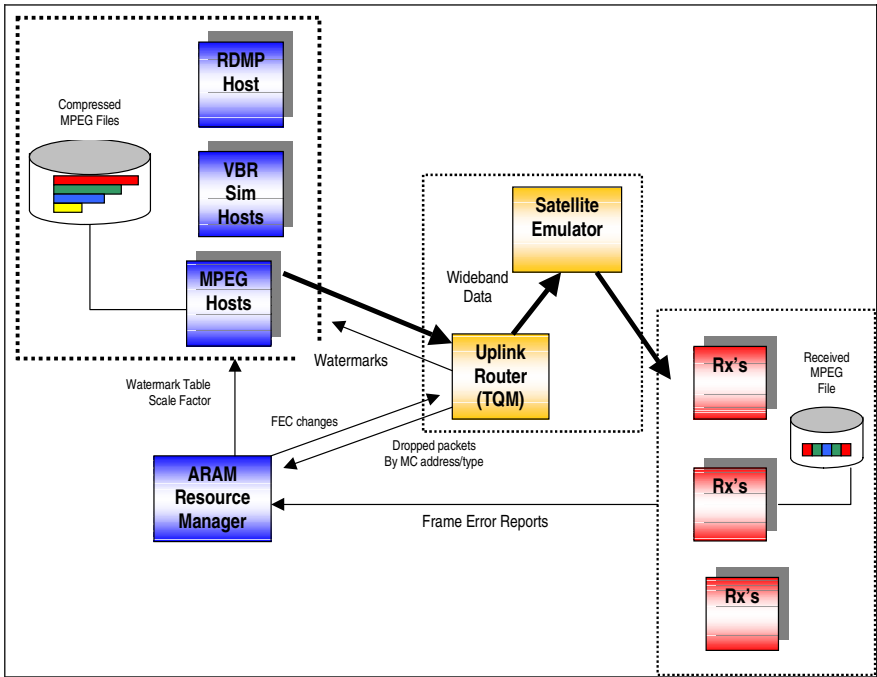 RDMP
Host
Compressed
MPEG Files
VBR
Sim
Hosts
MPEG
Hosts
Satellite
Emulator
Wideband
Data
Watermarks
Uplink
Router
(TQM)
Rx's
Received
MPEG
File
Watermark Table
Scale Factor
FEC changes
Dropped packets
By MC address/type
ARAM
Resource
Manager
Rx's
Frame Error Reports
Rx's